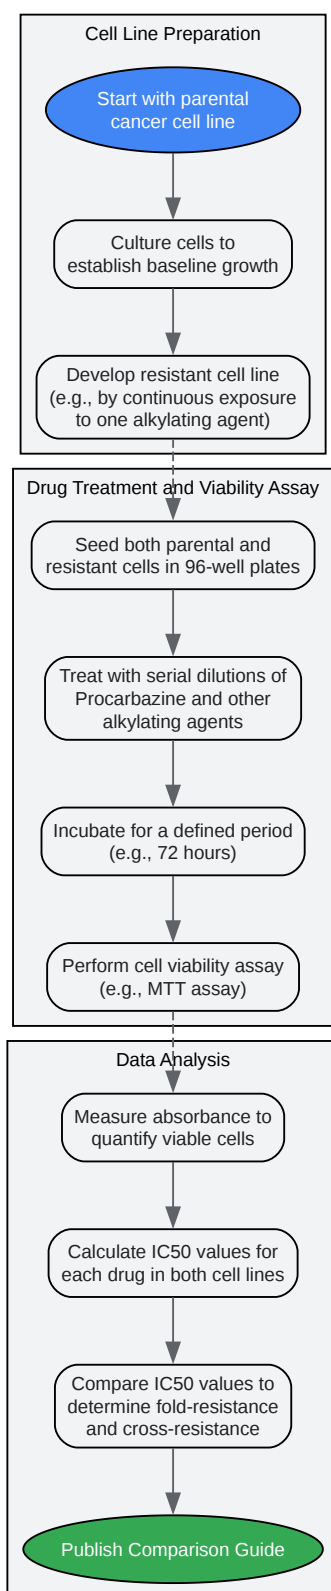 Cell Line Preparation
Start with parental
cancer cell line
Culture cells to
establish baseline growth
Develop resistant cell line
(e.g., by continuous exposure
to one alkylating agent)
Drug Treatment and Viability Assay
Seed both parental and
resistant cells in 96-well plates
Treat with serial dilutions of
Procarbazine and other
alkylating agents
Incubate for a defined period
(e.g., 72 hours)
Perform cell viability assay
(e.g., MTT assay)
Data Analysis
Measure absorbance to
quantify viable cells
Calculate IC50 values for
each drug in both cell lines
Compare IC50 values to
determine fold-resistance
and cross-resistance
Publish Comparison Guide